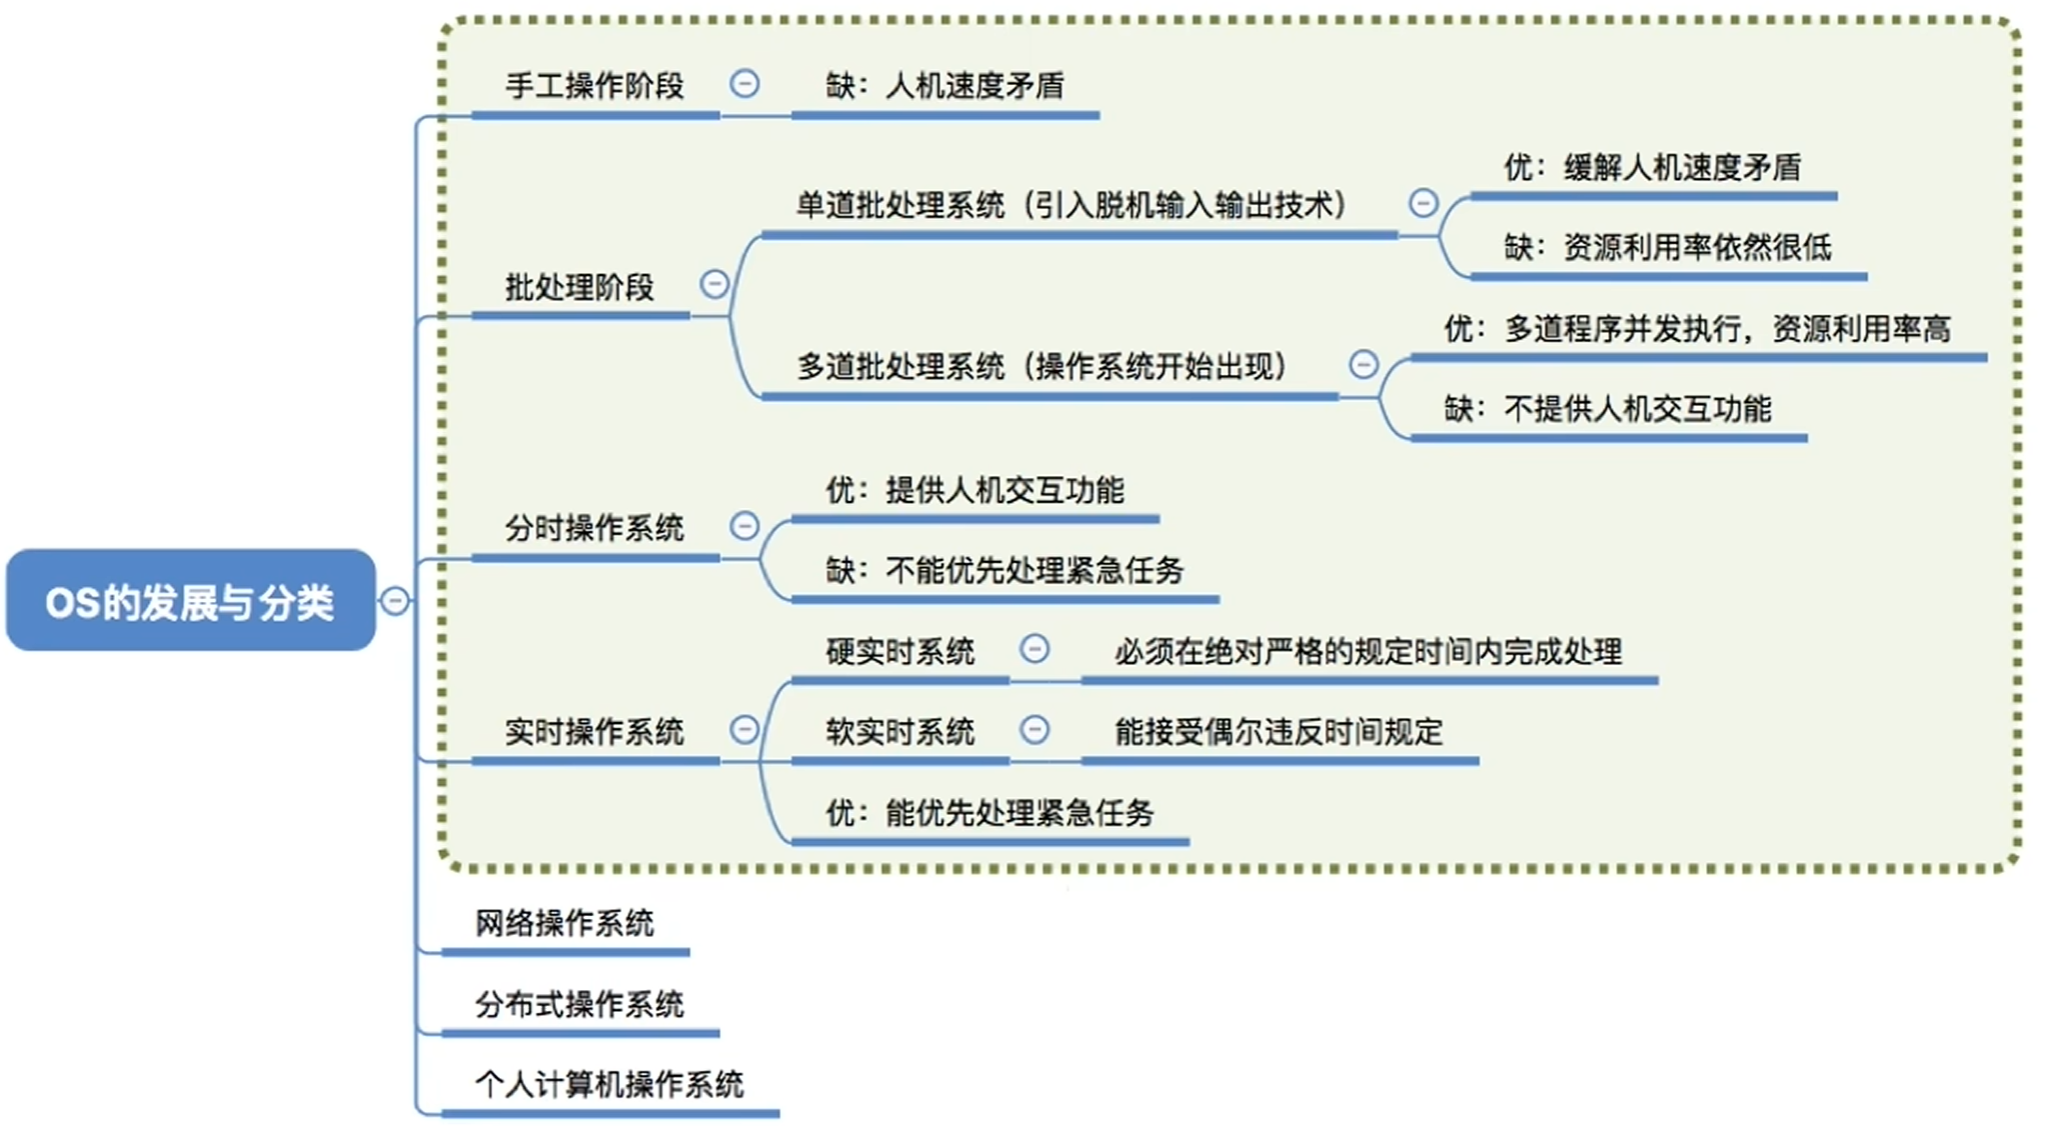 OS的发展与分类
手工操作阶段
缺：人机速度矛盾
批处理阶段
单道批处理系统（引入脱机输入输出技术）
优：缓解人机速度矛盾
缺：资源利用率依然很低
多道批处理系统（操作系统开始出现）
优：多道程序并发执行，资源利用率高
缺：不提供人机交互功能
分时操作系统
优：提供人机交互功能
缺：不能优先处理紧急任务
实时操作系统
硬实时系统
必须在绝对严格的规定时间内完成处理
软实时系统
能接受偶尔违反时间规定
优：能优先处理紧急任务
网络操作系统
分布式操作系统
个人计算机操作系统